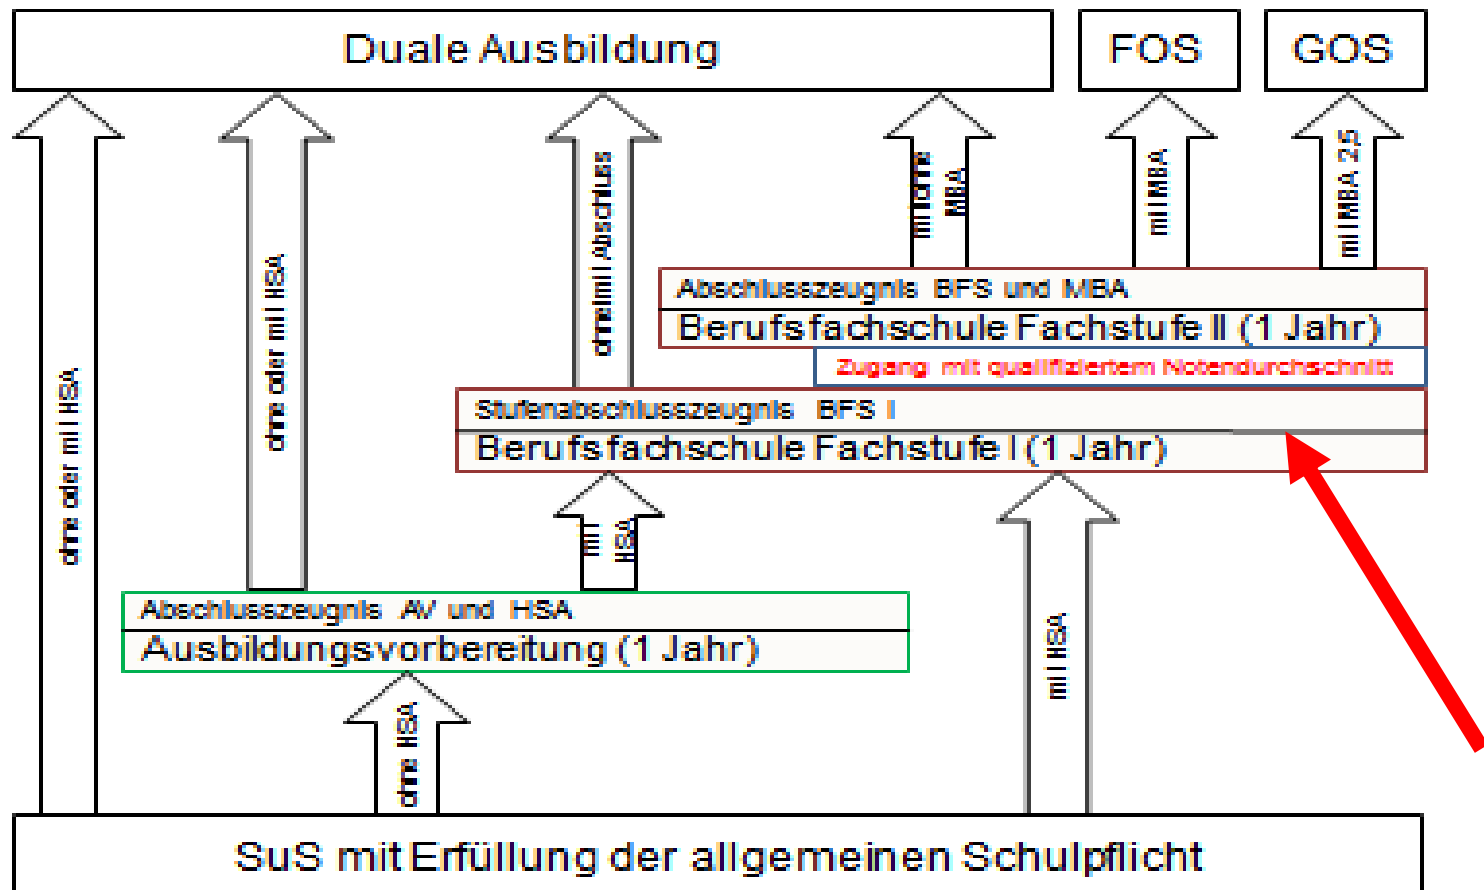 Duale Ausbildung
FOS
GOS
ohne oder mit HSA
ohne oder mit HSA
ohne/mit Abschluss
mit/ohne
MBA
mit MBA
mit MBA 2,5
Abschlusszeugnis BFS und MBA
Berufsfachschule Fachstufe II (1 Jahr)
Zugang mit qualifiziertem Notendurchschnitt
Stufenabschlusszeugnis BFS I
Berufsfachschule Fachstufe I (1 Jahr)
mit
HSA
Abschlusszeugnis AV und HSA
Ausbildungsvorbereitung (1 Jahr)
ohne HSA
mit HSA
SuS mit Erfüllung der allgemeinen Schulpflicht